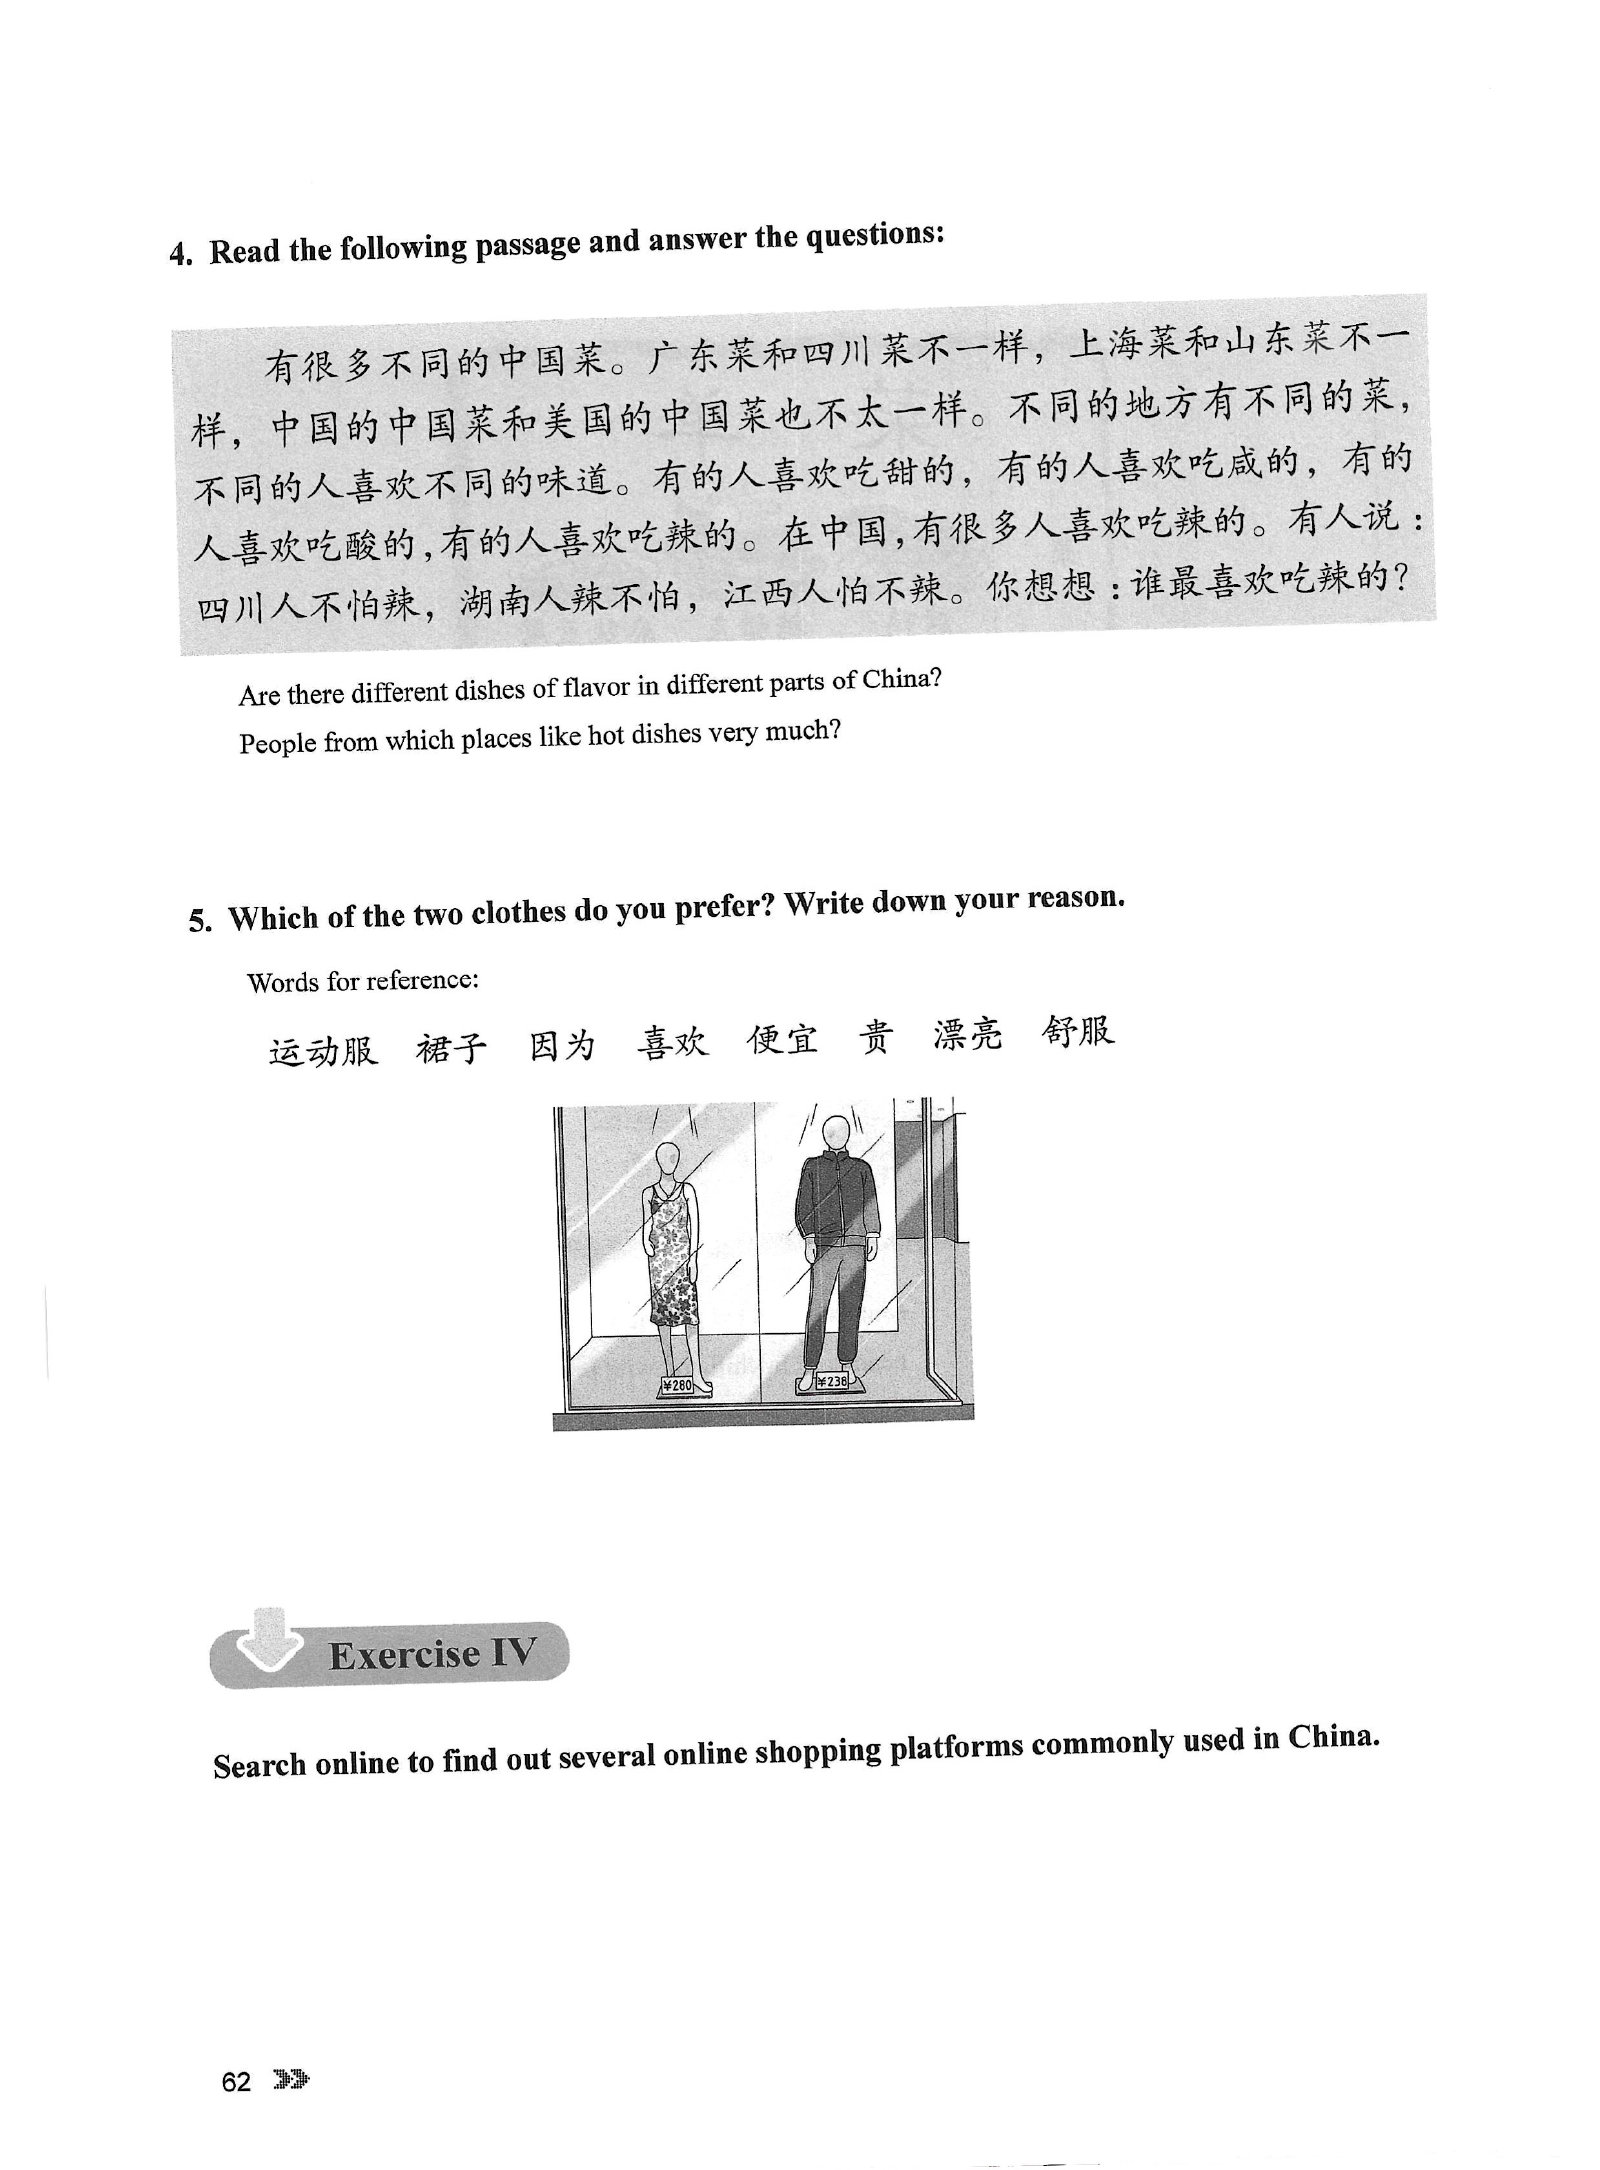 4. Read the following passage and answer the questions:
有很多不同的中国菜。广东菜和四川菜不一样，上海菜和山东菜不一
样，中国的中国菜和美国的中国菜也不太一样。不同的地方有不同的菜，
不同的人喜欢不同的味道。有的人喜欢吃甜的，有的人喜欢吃咸的，有的
人喜欢吃酸的，有的人喜欢吃辣的。在中国，有很多人喜欢吃辣的。有人说：
四川人不怕辣，湖南人辣不怕，江西人怕不辣。你想想：谁最喜欢吃辣的？
Are there different dishes of flavor in different parts of China?
People from which places like hot dishes very much?
5. Which of the two clothes do you prefer? Write down your reason.
Words for reference:
运动服 裙子 因为 喜欢 便宜 贵 漂亮 舒服
¥280 ¥238
Exercise IV
Search online to find out several online shopping platforms commonly used in China.
62